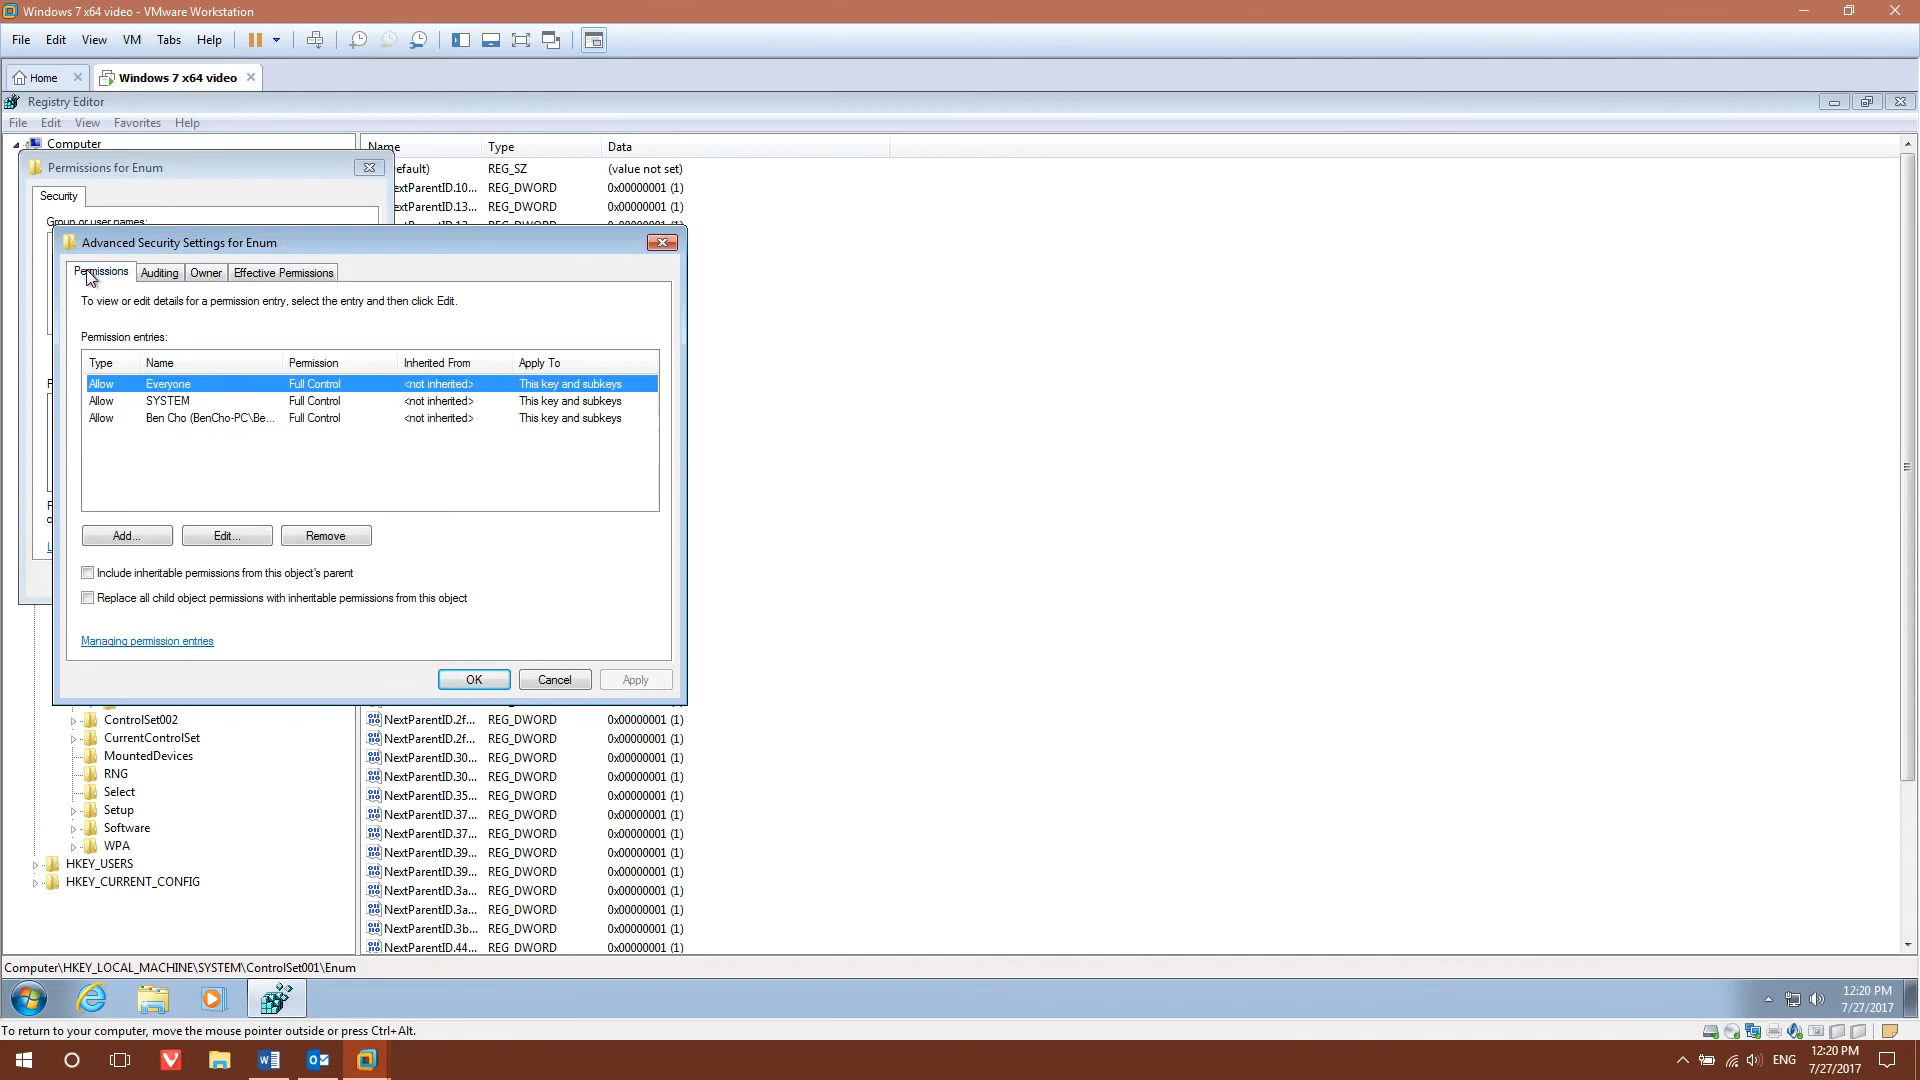 Windows 7 x64 video - VMware Workstation
File Edit View VM Tabs Help
Home
Windows 7 x64 video
Registry Editor
File Edit View Favorites Help
Computer
Name Type Data
Permissions for Enum
Security
Group or user names:
efault) REG_SZ (value not set)
extParentID.10... REG_DWORD 0x00000001 (1)
extParentID.13... REG_DWORD 0x00000001 (1)
Advanced Security Settings for Enum
Permissions Auditing Owner Effective Permissions
To view or edit details for a permission entry, select the entry and then click Edit.
Permission entries:
Type Name Permission Inherited From Apply To
Allow Everyone Full Control <not inherited> This key and subkeys
Allow SYSTEM Full Control <not inherited> This key and subkeys
Allow Ben Cho (BenCho-PC\Be... Full Control <not inherited> This key and subkeys
Add... Edit... Remove
Include inheritable permissions from this object's parent
Replace all child object permissions with inheritable permissions from this object
Managing permission entries
OK Cancel Apply
ControlSet002
CurrentControlSet
MountedDevices
RNG
Select
Setup
Software
WPA
HKEY_USERS
HKEY_CURRENT_CONFIG
NextParentID.2f... REG_DWORD 0x00000001 (1)
NextParentID.2f... REG_DWORD 0x00000001 (1)
NextParentID.30... REG_DWORD 0x00000001 (1)
NextParentID.30... REG_DWORD 0x00000001 (1)
NextParentID.35... REG_DWORD 0x00000001 (1)
NextParentID.37... REG_DWORD 0x00000001 (1)
NextParentID.37... REG_DWORD 0x00000001 (1)
NextParentID.39... REG_DWORD 0x00000001 (1)
NextParentID.39... REG_DWORD 0x00000001 (1)
NextParentID.3a... REG_DWORD 0x00000001 (1)
NextParentID.3a... REG_DWORD 0x00000001 (1)
NextParentID.3b... REG_DWORD 0x00000001 (1)
NextParentID.44... REG_DWORD 0x00000001 (1)
Computer\HKEY_LOCAL_MACHINE\SYSTEM\ControlSet001\Enum
12:20 PM
7/27/2017
To return to your computer, move the mouse pointer outside or press Ctrl+Alt.
ENG
12:20 PM
7/27/2017